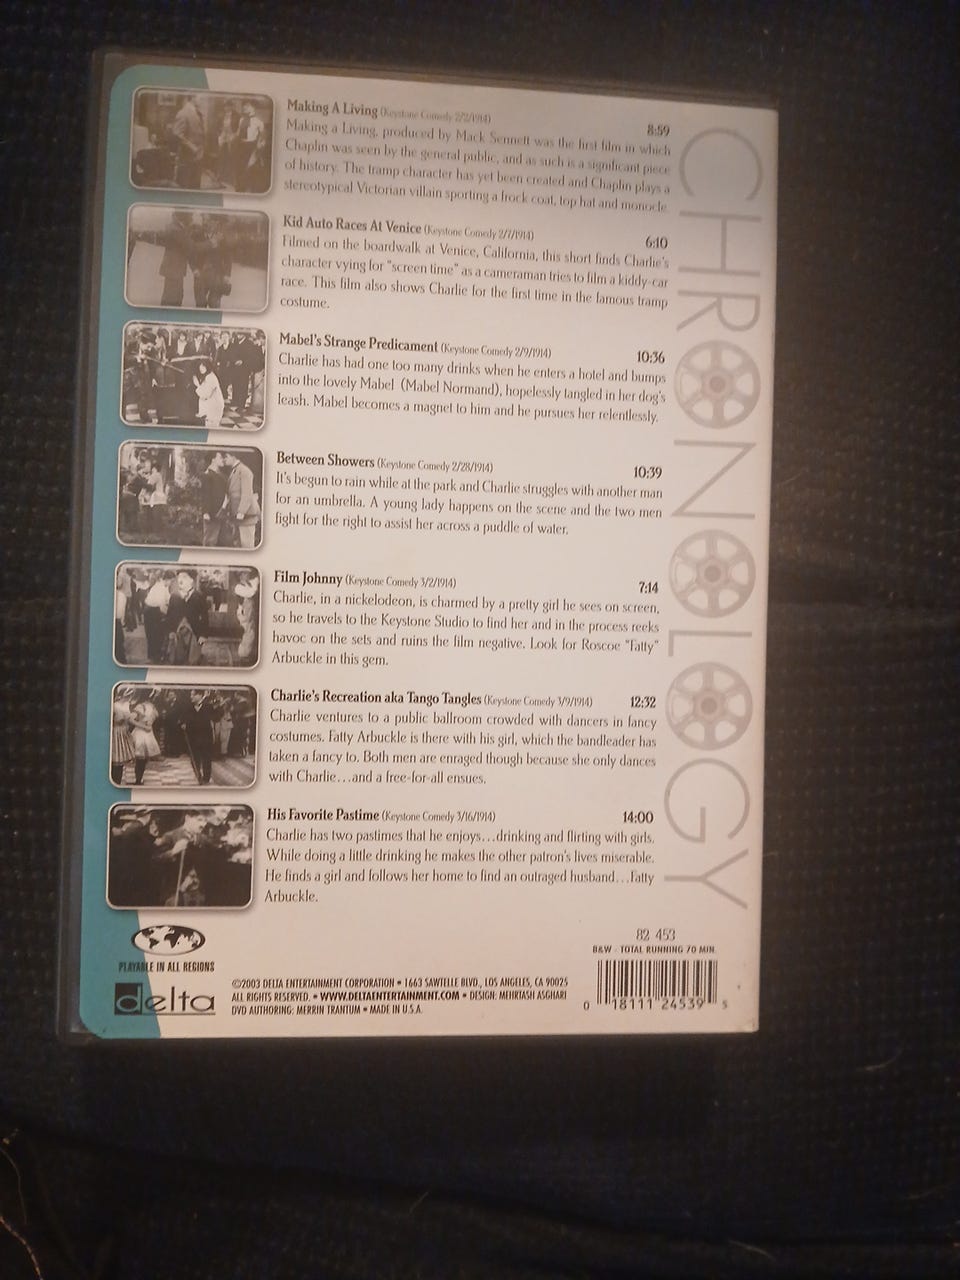 Making A Living (Keystone Comedy 2/2/1914)
8:59
Making a Living, produced by Mack Sennett was the first film in which
Chaplin was seen by the general public, and as such is a significant piece
of history. The tramp character has yet been created and Chaplin plays a
stereotypical Victorian villain sporting a frock coat, top hat and monocle.
Kid Auto Races At Venice (Keystone Comedy 2/7/1914)
6:10
Filmed on the boardwalk at Venice, California, this short finds Charlie's
character vying for "screen time" as a cameraman tries to film a kiddy-car
race. This film also shows Charlie for the first time in the famous tramp
costume.
Mabel's Strange Predicament (Keystone Comedy 2/9/1914)
10:36
Charlie has had one too many drinks when he enters a hotel and bumps
into the lovely Mabel (Mabel Normand), hopelessly tangled in her dog's
leash. Mabel becomes a magnet to him and he pursues her relentlessly.
Between Showers (Keystone Comedy 2/28/1914)
10:39
It's begun to rain while at the park and Charlie struggles with another man
for an umbrella. A young lady happens on the scene and the two men
fight for the right to assist her across a puddle of water.
Film Johnny (Keystone Comedy 3/2/1914)
7:14
Charlie, in a nickelodeon, is charmed by a pretty girl he sees on screen,
so he travels to the Keystone Studio to find her and in the process reeks
havoc on the sets and ruins the film negative. Look for Roscoe "Fatty"
Arbuckle in this gem.
Charlie's Recreation aka Tango Tangles (Keystone Comedy 3/9/1914)
12:32
Charlie ventures to a public ballroom crowded with dancers in fancy
costumes. Fatty Arbuckle is there with his girl, which the bandleader has
taken a fancy to. Both men are enraged though because she only dances
with Charlie...and a free-for-all ensues.
His Favorite Pastime (Keystone Comedy 3/16/1914)
14:00
Charlie has two pastimes that he enjoys...drinking and flirting with girls.
While doing a little drinking he makes the other patron's lives miserable.
He finds a girl and follows her home to find an outraged husband...Fatty
Arbuckle.
CHRONOLOGY
PLAYABLE IN ALL REGIONS
delta
©2003 DELTA ENTERTAINMENT CORPORATION • 1663 SAWTELLE BLVD., LOS ANGELES, CA 90025
ALL RIGHTS RESERVED. • WWW.DELTAENTERTAINMENT.COM • DESIGN: MEHRTASH ASGHARI
DVD AUTHORING: MERRIN TRANTUM • MADE IN U.S.A.
82 453
B&W · TOTAL RUNNING 70 MIN.
0 18111 24539 5